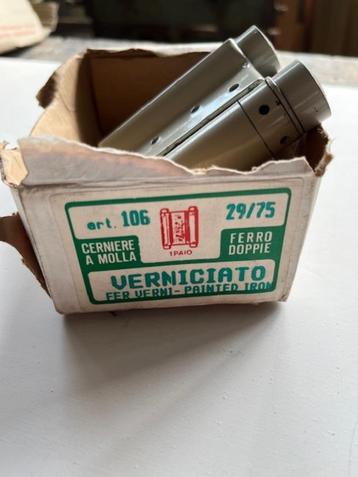 art. 106
29/75
CERNIERE
A MOLLA
1 PAIO
FERRO
DOPPIE
VERNICIATO
FER VERNI - PAINTED IRON